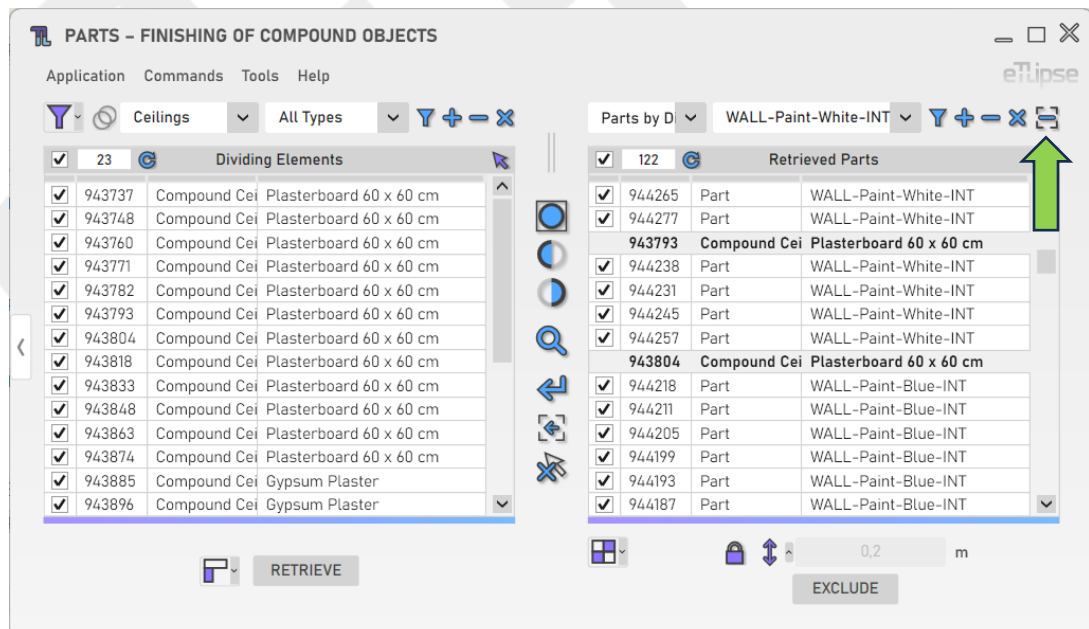 PARTS – FINISHING OF COMPOUND OBJECTS
Application Commands Tools Help
eTLipse
Ceilings All Types
Parts by Di WALL-Paint-White-INT
23 Dividing Elements
943737 Compound Cei Plasterboard 60 x 60 cm
943748 Compound Cei Plasterboard 60 x 60 cm
943760 Compound Cei Plasterboard 60 x 60 cm
943771 Compound Cei Plasterboard 60 x 60 cm
943782 Compound Cei Plasterboard 60 x 60 cm
943793 Compound Cei Plasterboard 60 x 60 cm
943804 Compound Cei Plasterboard 60 x 60 cm
943818 Compound Cei Plasterboard 60 x 60 cm
943833 Compound Cei Plasterboard 60 x 60 cm
943848 Compound Cei Plasterboard 60 x 60 cm
943863 Compound Cei Plasterboard 60 x 60 cm
943874 Compound Cei Plasterboard 60 x 60 cm
943885 Compound Cei Gypsum Plaster
943896 Compound Cei Gypsum Plaster
RETRIEVE
122 Retrieved Parts
944265 Part WALL-Paint-White-INT
944277 Part WALL-Paint-White-INT
943793 Compound Cei Plasterboard 60 x 60 cm
944238 Part WALL-Paint-White-INT
944231 Part WALL-Paint-White-INT
944245 Part WALL-Paint-White-INT
944257 Part WALL-Paint-White-INT
943804 Compound Cei Plasterboard 60 x 60 cm
944218 Part WALL-Paint-Blue-INT
944211 Part WALL-Paint-Blue-INT
944205 Part WALL-Paint-Blue-INT
944199 Part WALL-Paint-Blue-INT
944193 Part WALL-Paint-Blue-INT
944187 Part WALL-Paint-Blue-INT
0,2 m
EXCLUDE